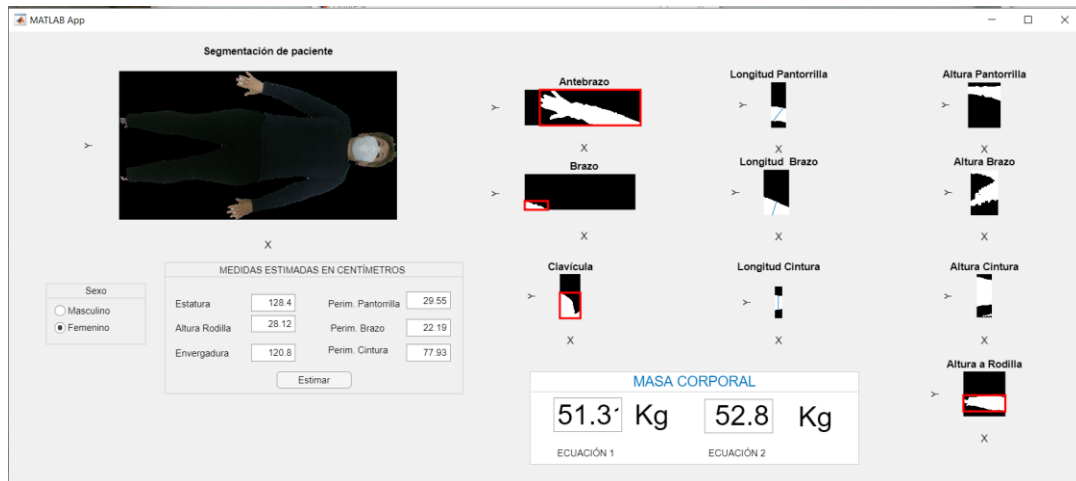 MATLAB App
Segmentación de paciente
Y
X
Antebrazo
Y
X
Longitud Pantorrilla
Y
X
Altura Pantorrilla
Y
X
Brazo
Y
X
Longitud Brazo
Y
X
Altura Brazo
Y
X
Clavícula
Y
X
Longitud Cintura
Y
X
Altura Cintura
Y
X
Altura a Rodilla
Y
X
Sexo
Masculino
Femenino
MEDIDAS ESTIMADAS EN CENTÍMETROS
Estatura 128.4 Perim. Pantorrilla 29.55
Altura Rodilla 28.12 Perim. Brazo 22.19
Envergadura 120.8 Perim. Cintura 77.93
Estimar
MASA CORPORAL
51.3 Kg 52.8 Kg
ECUACIÓN 1 ECUACIÓN 2